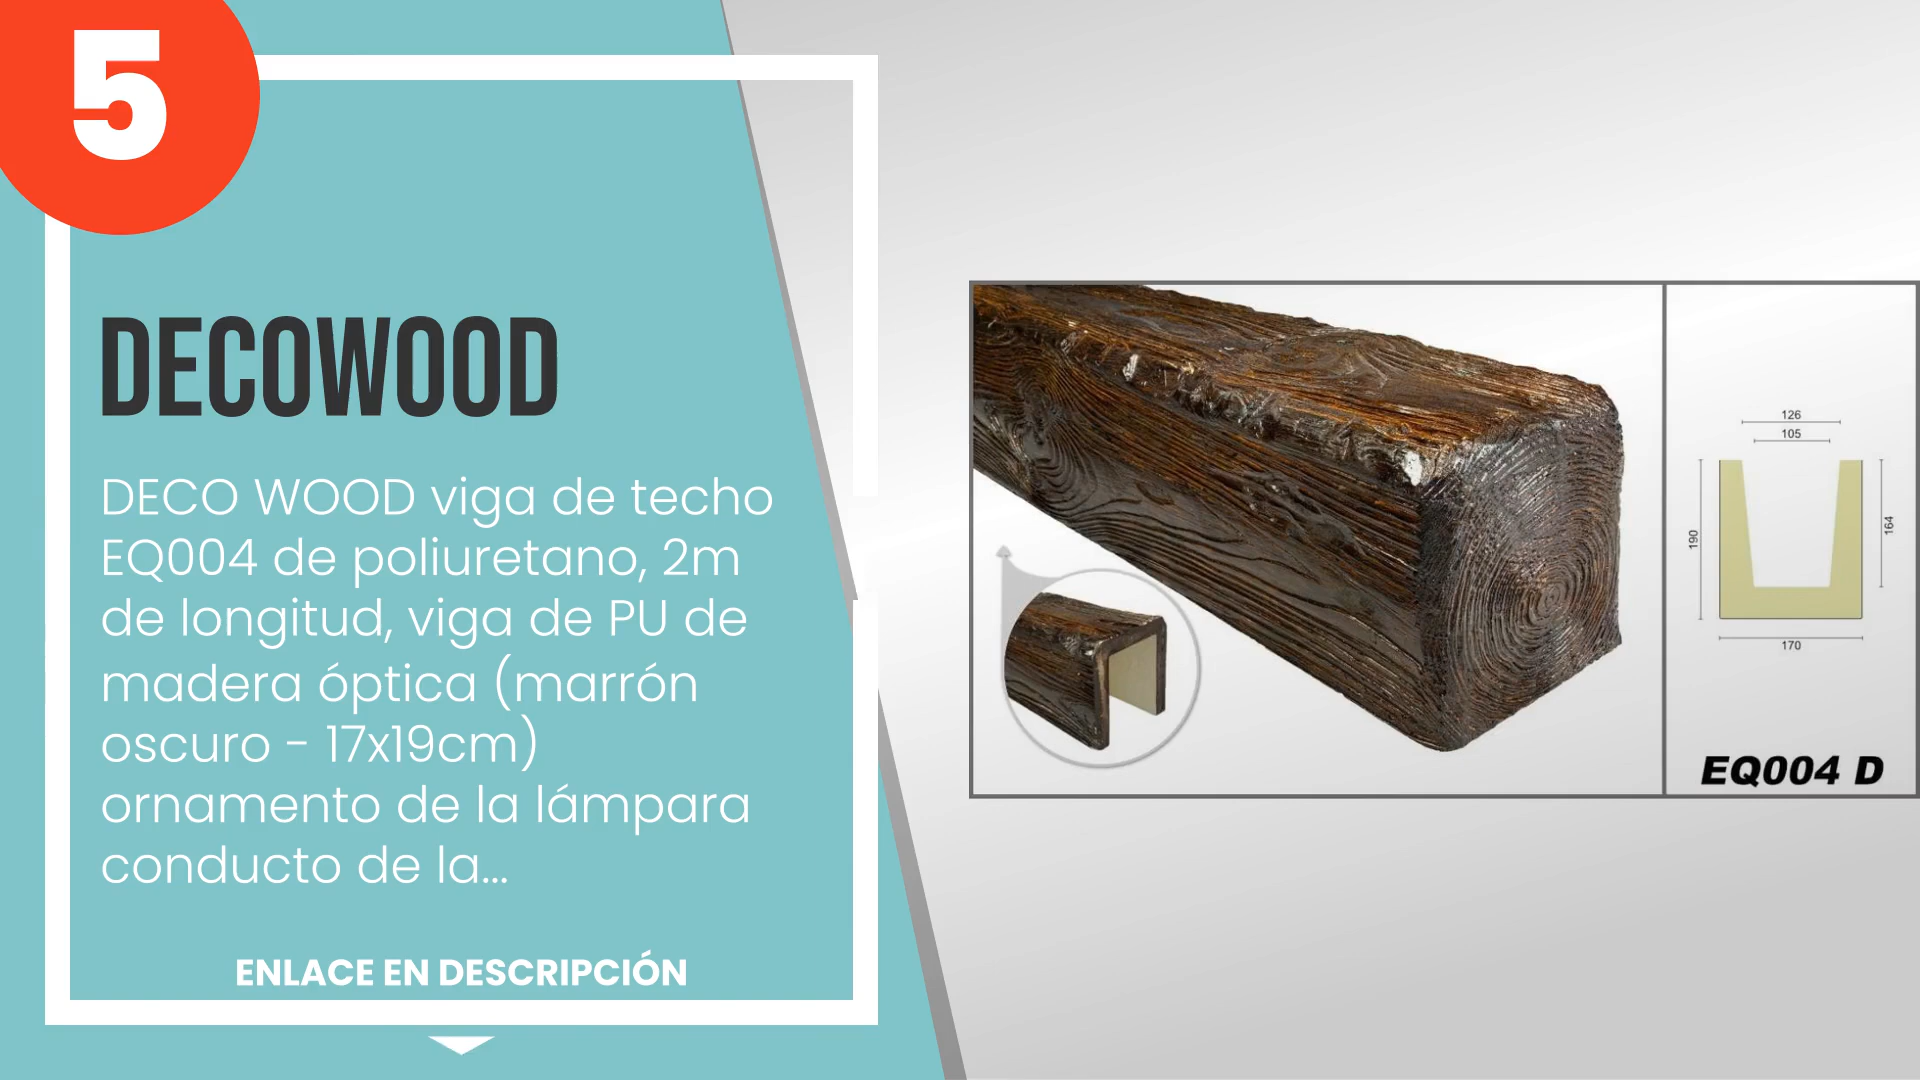 5
DECOWOOD
DECO WOOD viga de techo
EQ004 de poliuretano, 2m
de longitud, viga de PU de
madera óptica (marrón
oscuro - 17x19cm)
ornamento de la lámpara
conducto de la...
ENLACE EN DESCRIPCIÓN
126
105
190
164
170
EQ004 D